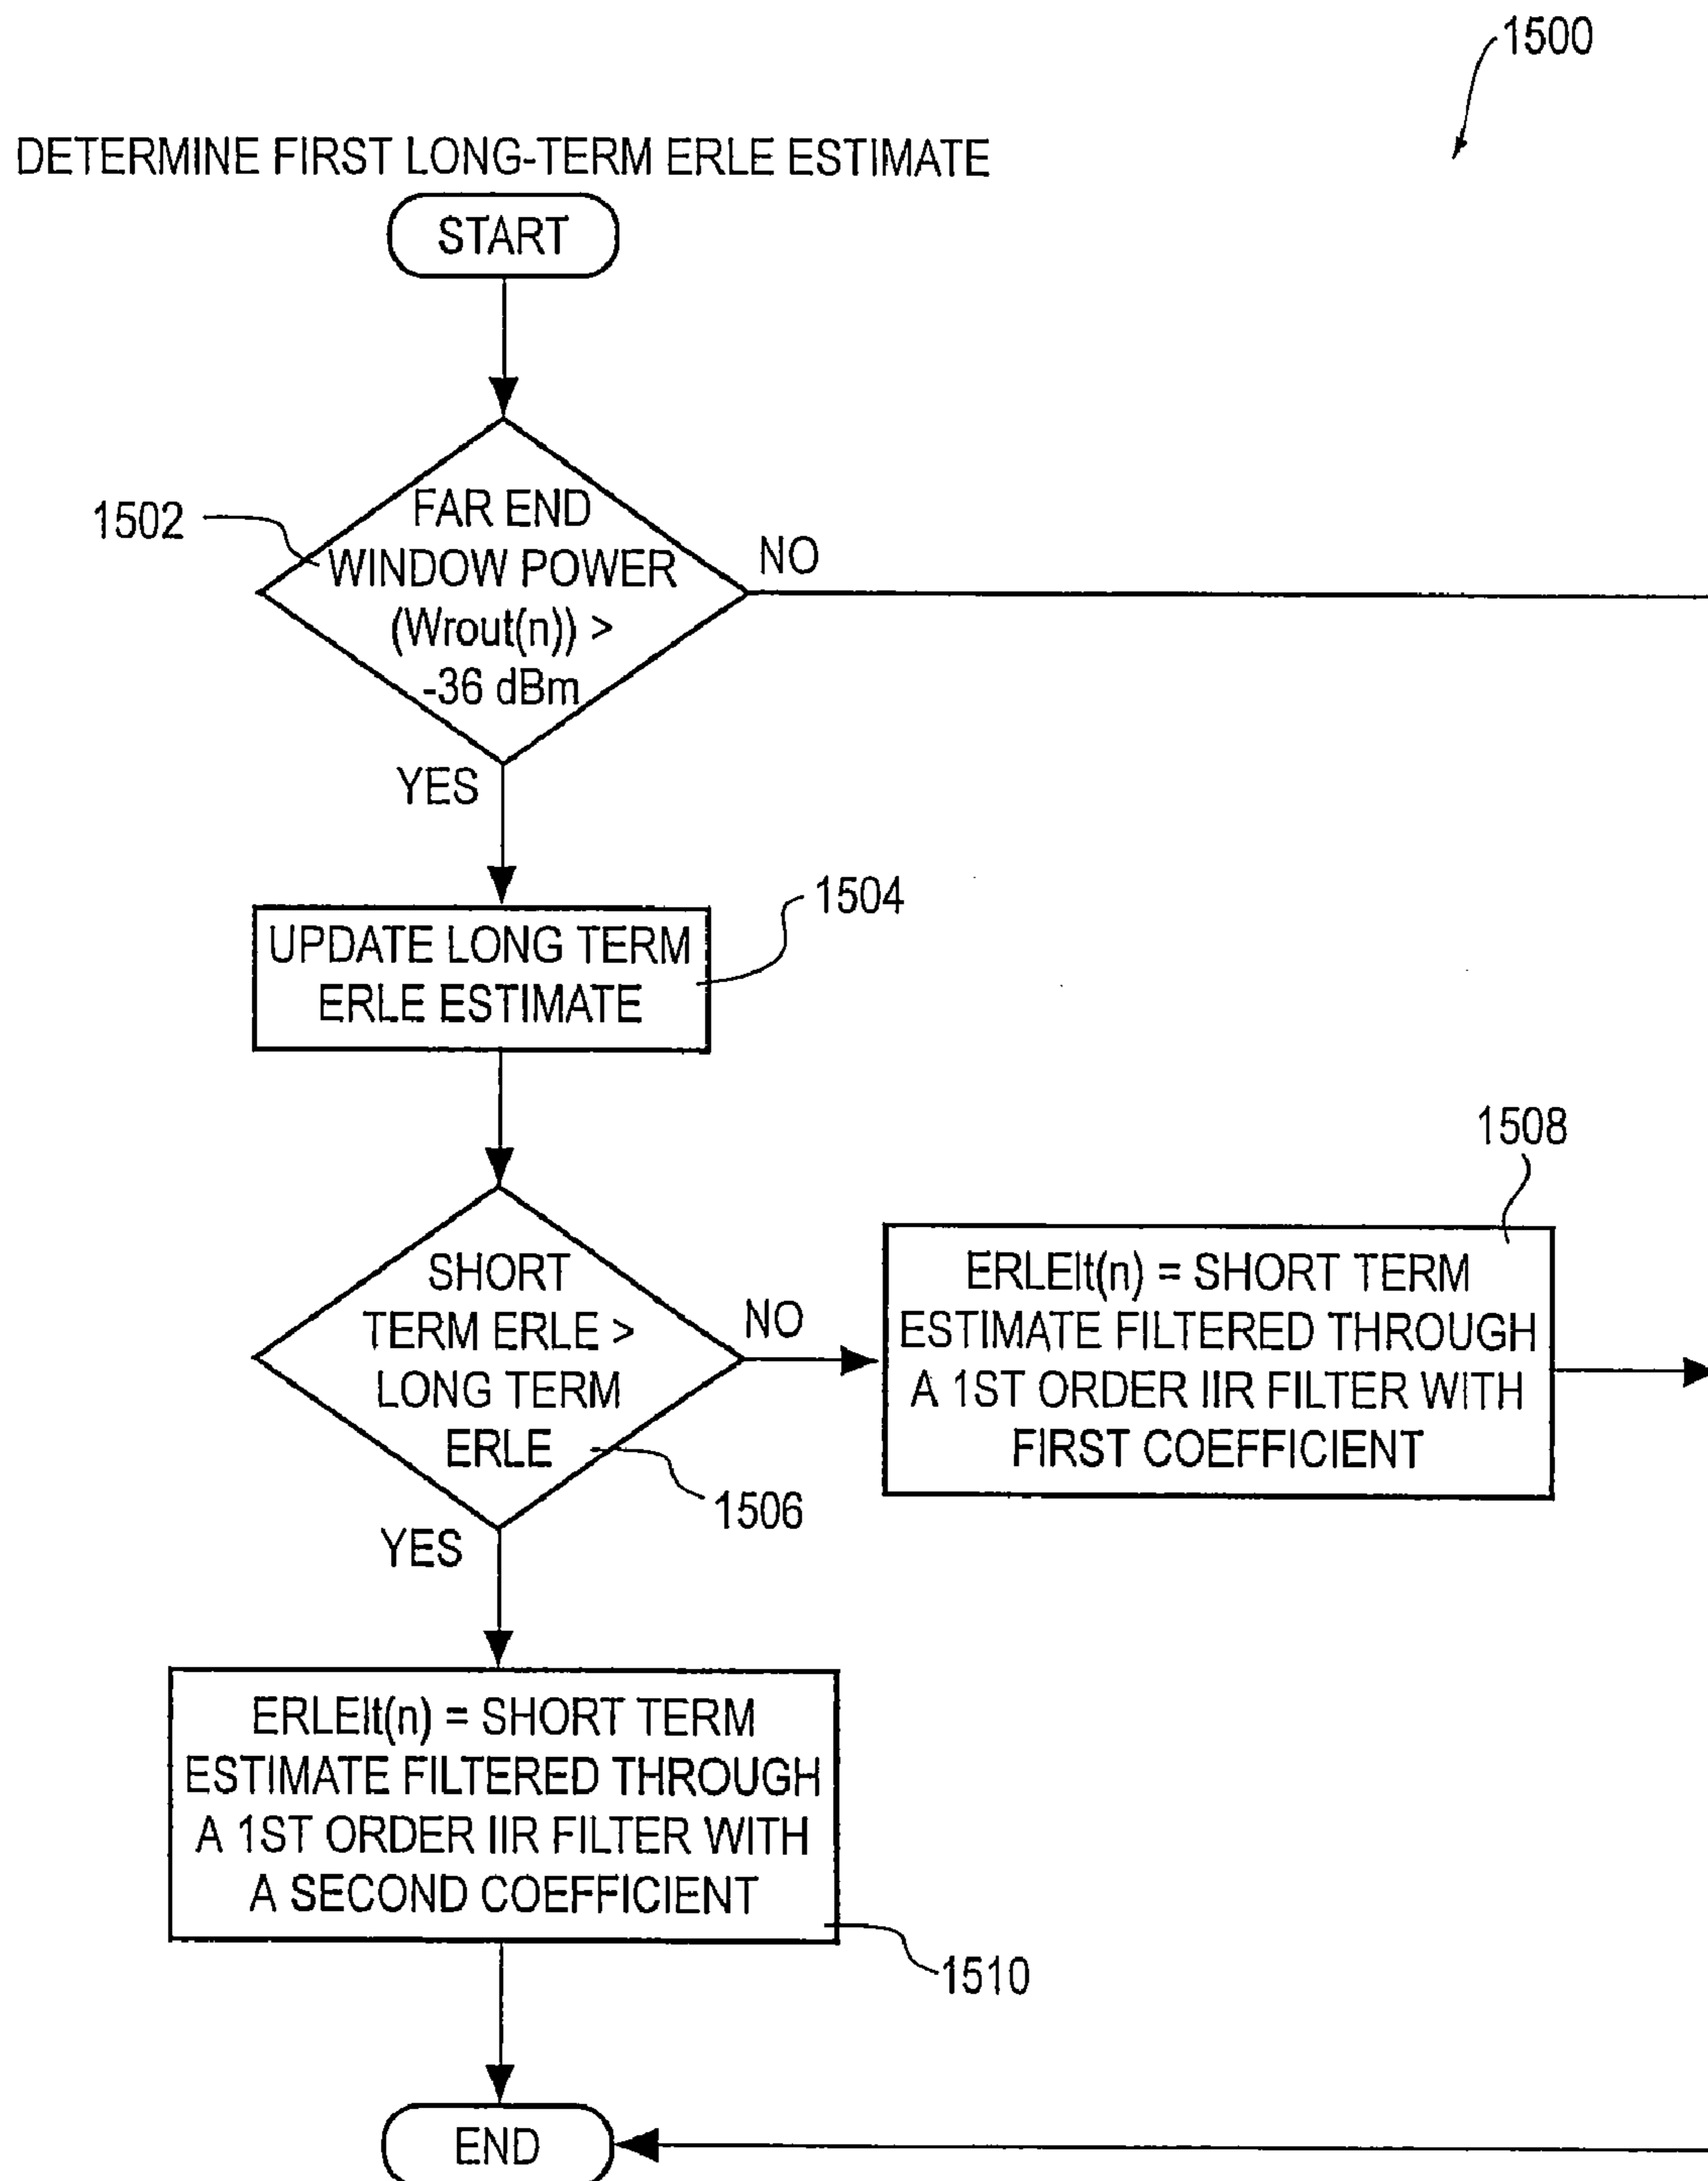 1500
DETERMINE FIRST LONG-TERM ERLE ESTIMATE
START
1502
FAR END
WINDOW POWER
(Wrout(n)) >
-36 dBm
NO
YES
1504
UPDATE LONG TERM
ERLE ESTIMATE
1508
SHORT
TERM ERLE >
LONG TERM
ERLE
NO
ERLElt(n) = SHORT TERM
ESTIMATE FILTERED THROUGH
A 1ST ORDER IIR FILTER WITH
FIRST COEFFICIENT
1506
YES
ERLElt(n) = SHORT TERM
ESTIMATE FILTERED THROUGH
A 1ST ORDER IIR FILTER WITH
A SECOND COEFFICIENT
1510
END